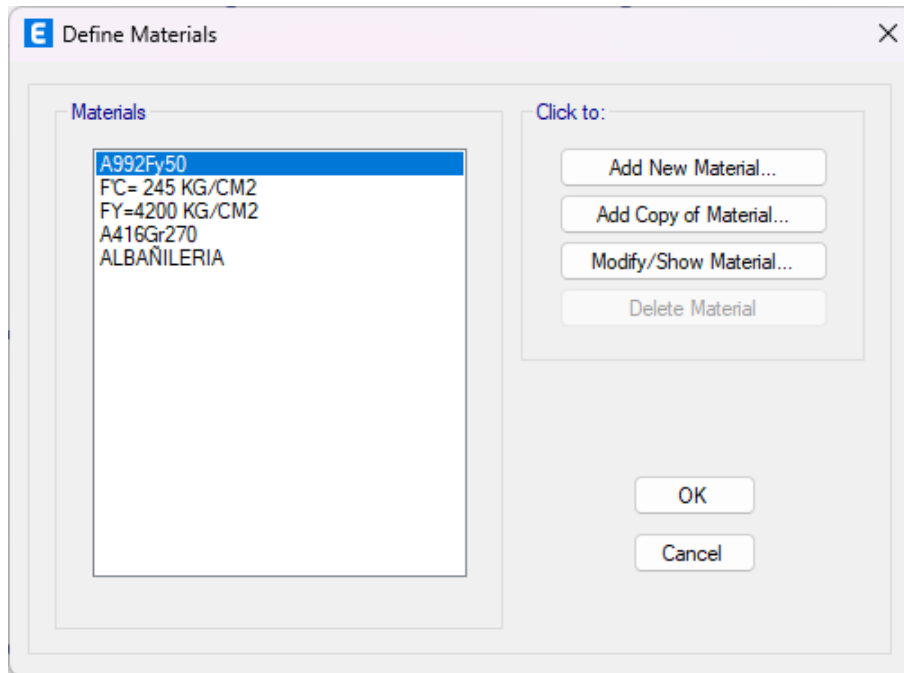 E Define Materials
Materials
A992Fy50
F'C= 245 KG/CM2
FY=4200 KG/CM2
A416Gr270
ALBAÑILERIA
Click to:
Add New Material...
Add Copy of Material...
Modify/Show Material...
Delete Material
OK
Cancel